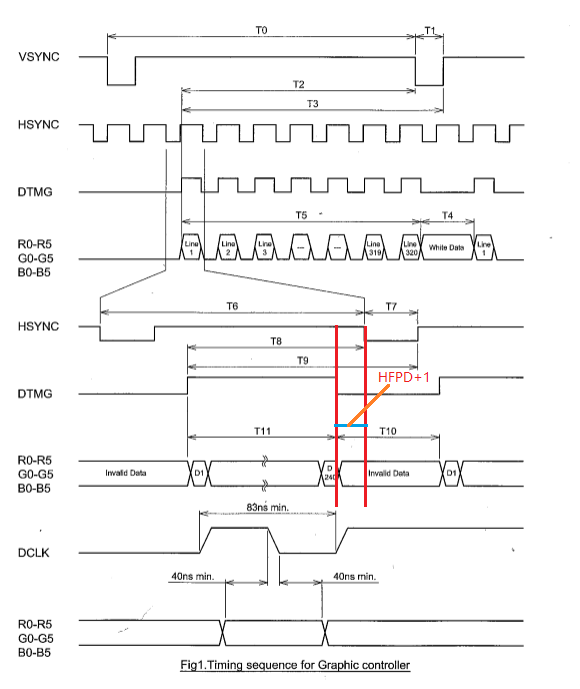 T0
T1
VSYNC
T2
T3
HSYNC
DTMG
T5
T4
R0-R5
G0-G5
B0-B5
Line 1
Line 2
Line 3
---
---
Line 319
Line 320
White Data
Line 1
T6
T7
HSYNC
T8
T9
HFPD+1
DTMG
T11
T10
R0-R5
G0-G5
B0-B5
Invalid Data
D1
D 240
Invalid Data
D1
83ns min.
DCLK
40ns min.
40ns min.
R0-R5
G0-G5
B0-B5
Fig1.Timing sequence for Graphic controller